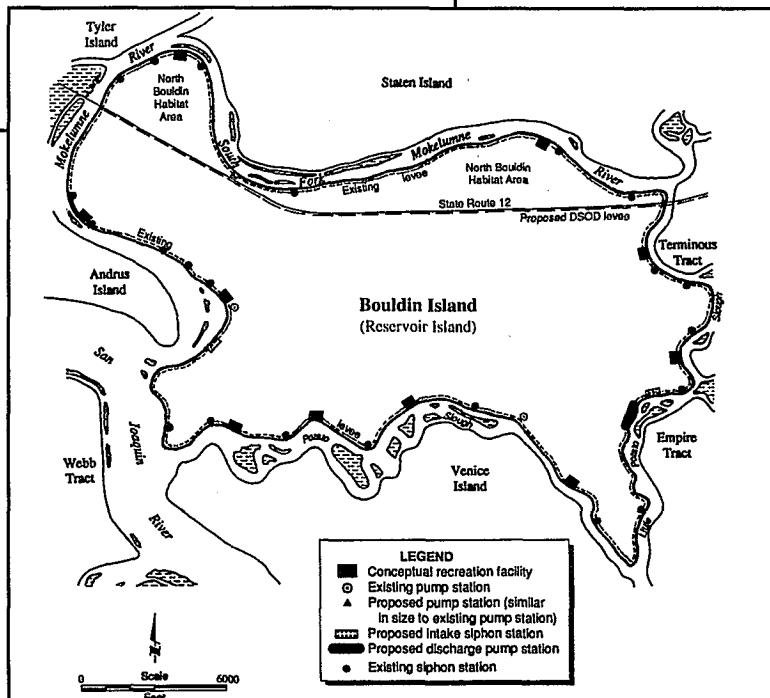 Tyler
Island
River
North
Bouldin
Habitat
Area
Staten Island
Mokelumne
South
Fork
Mokelumne
River
Existing levee
North Bouldin
Habitat Area
State Route 12
Proposed DSOD levee
Terminous
Tract
Slough
Existing
Andrus
Island
Bouldin Island
(Reservoir Island)
San
Joaquin
River
Webb
Tract
levee
Potato
Slough
Venice
Island
Potato
Little
Empire
Tract
LEGEND
Conceptual recreation facility
Existing pump station
Proposed pump station (similar
in size to existing pump station)
Proposed intake siphon station
Proposed discharge pump station
Existing siphon station
0 Scale 6000
Feet